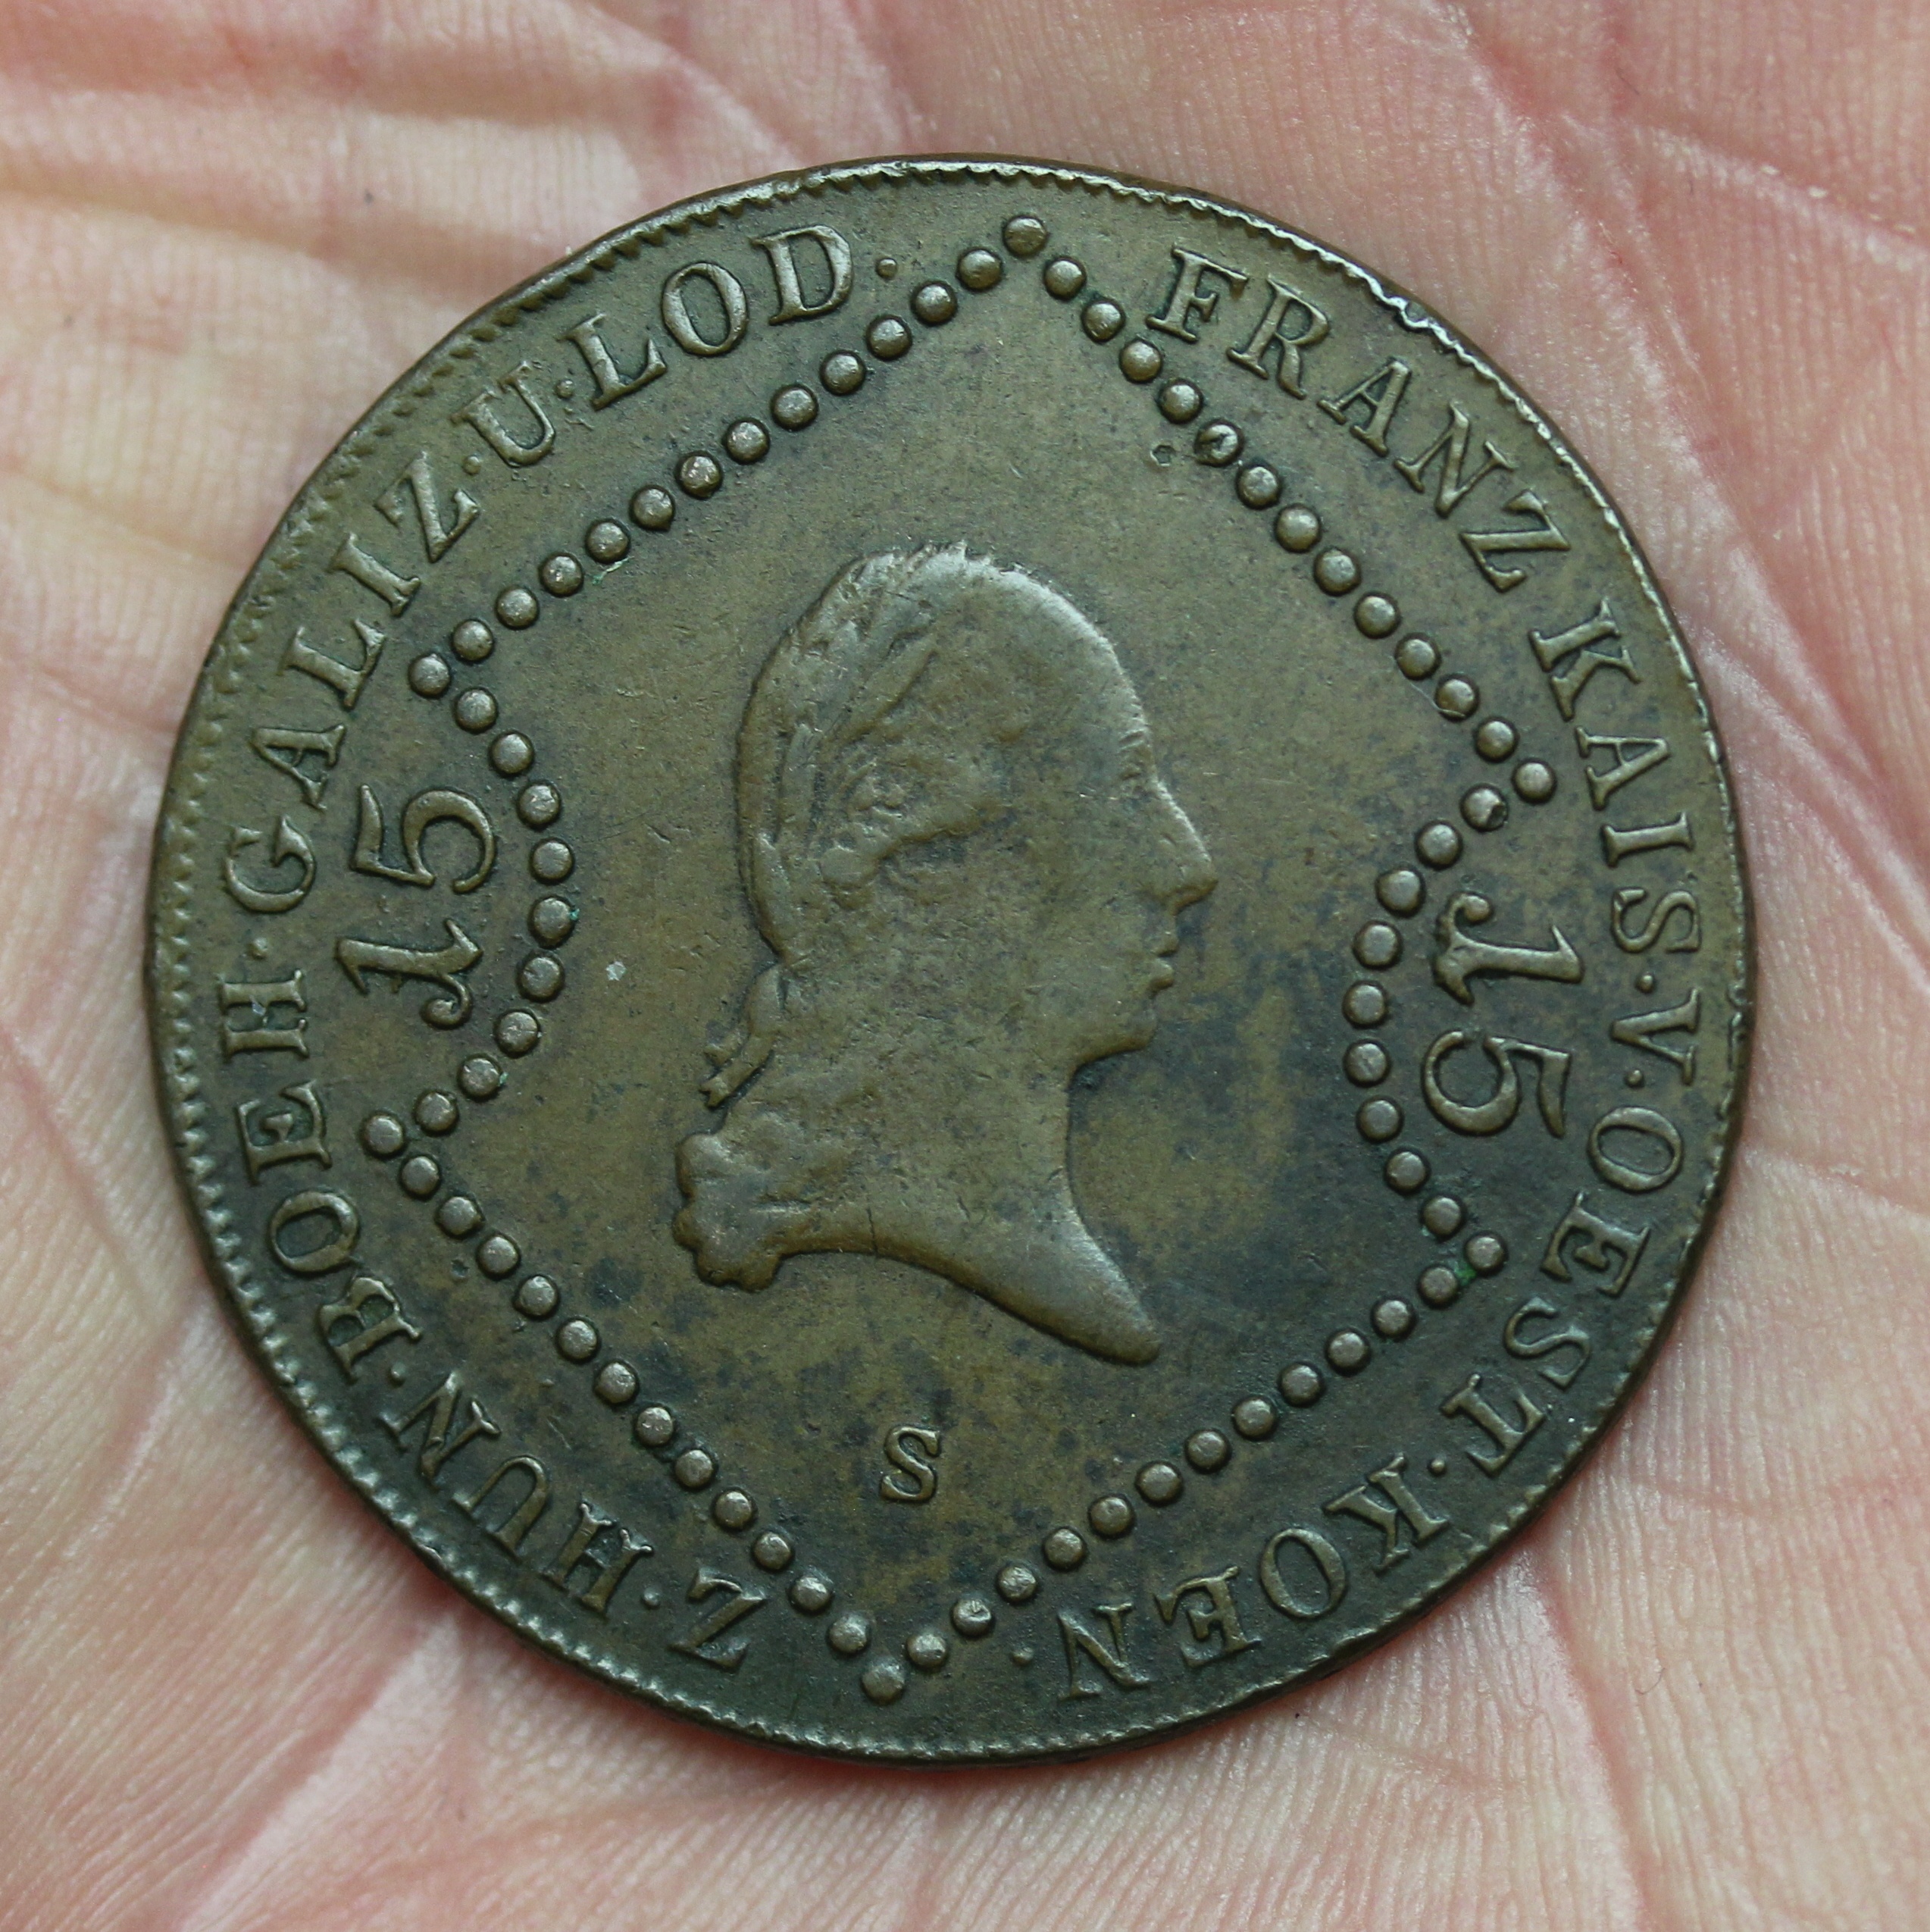 FRANZ KAIS·V·OEST·KOEN·
Z·HUN·BOEH·GALIZ·U·LOD·
15
15
S